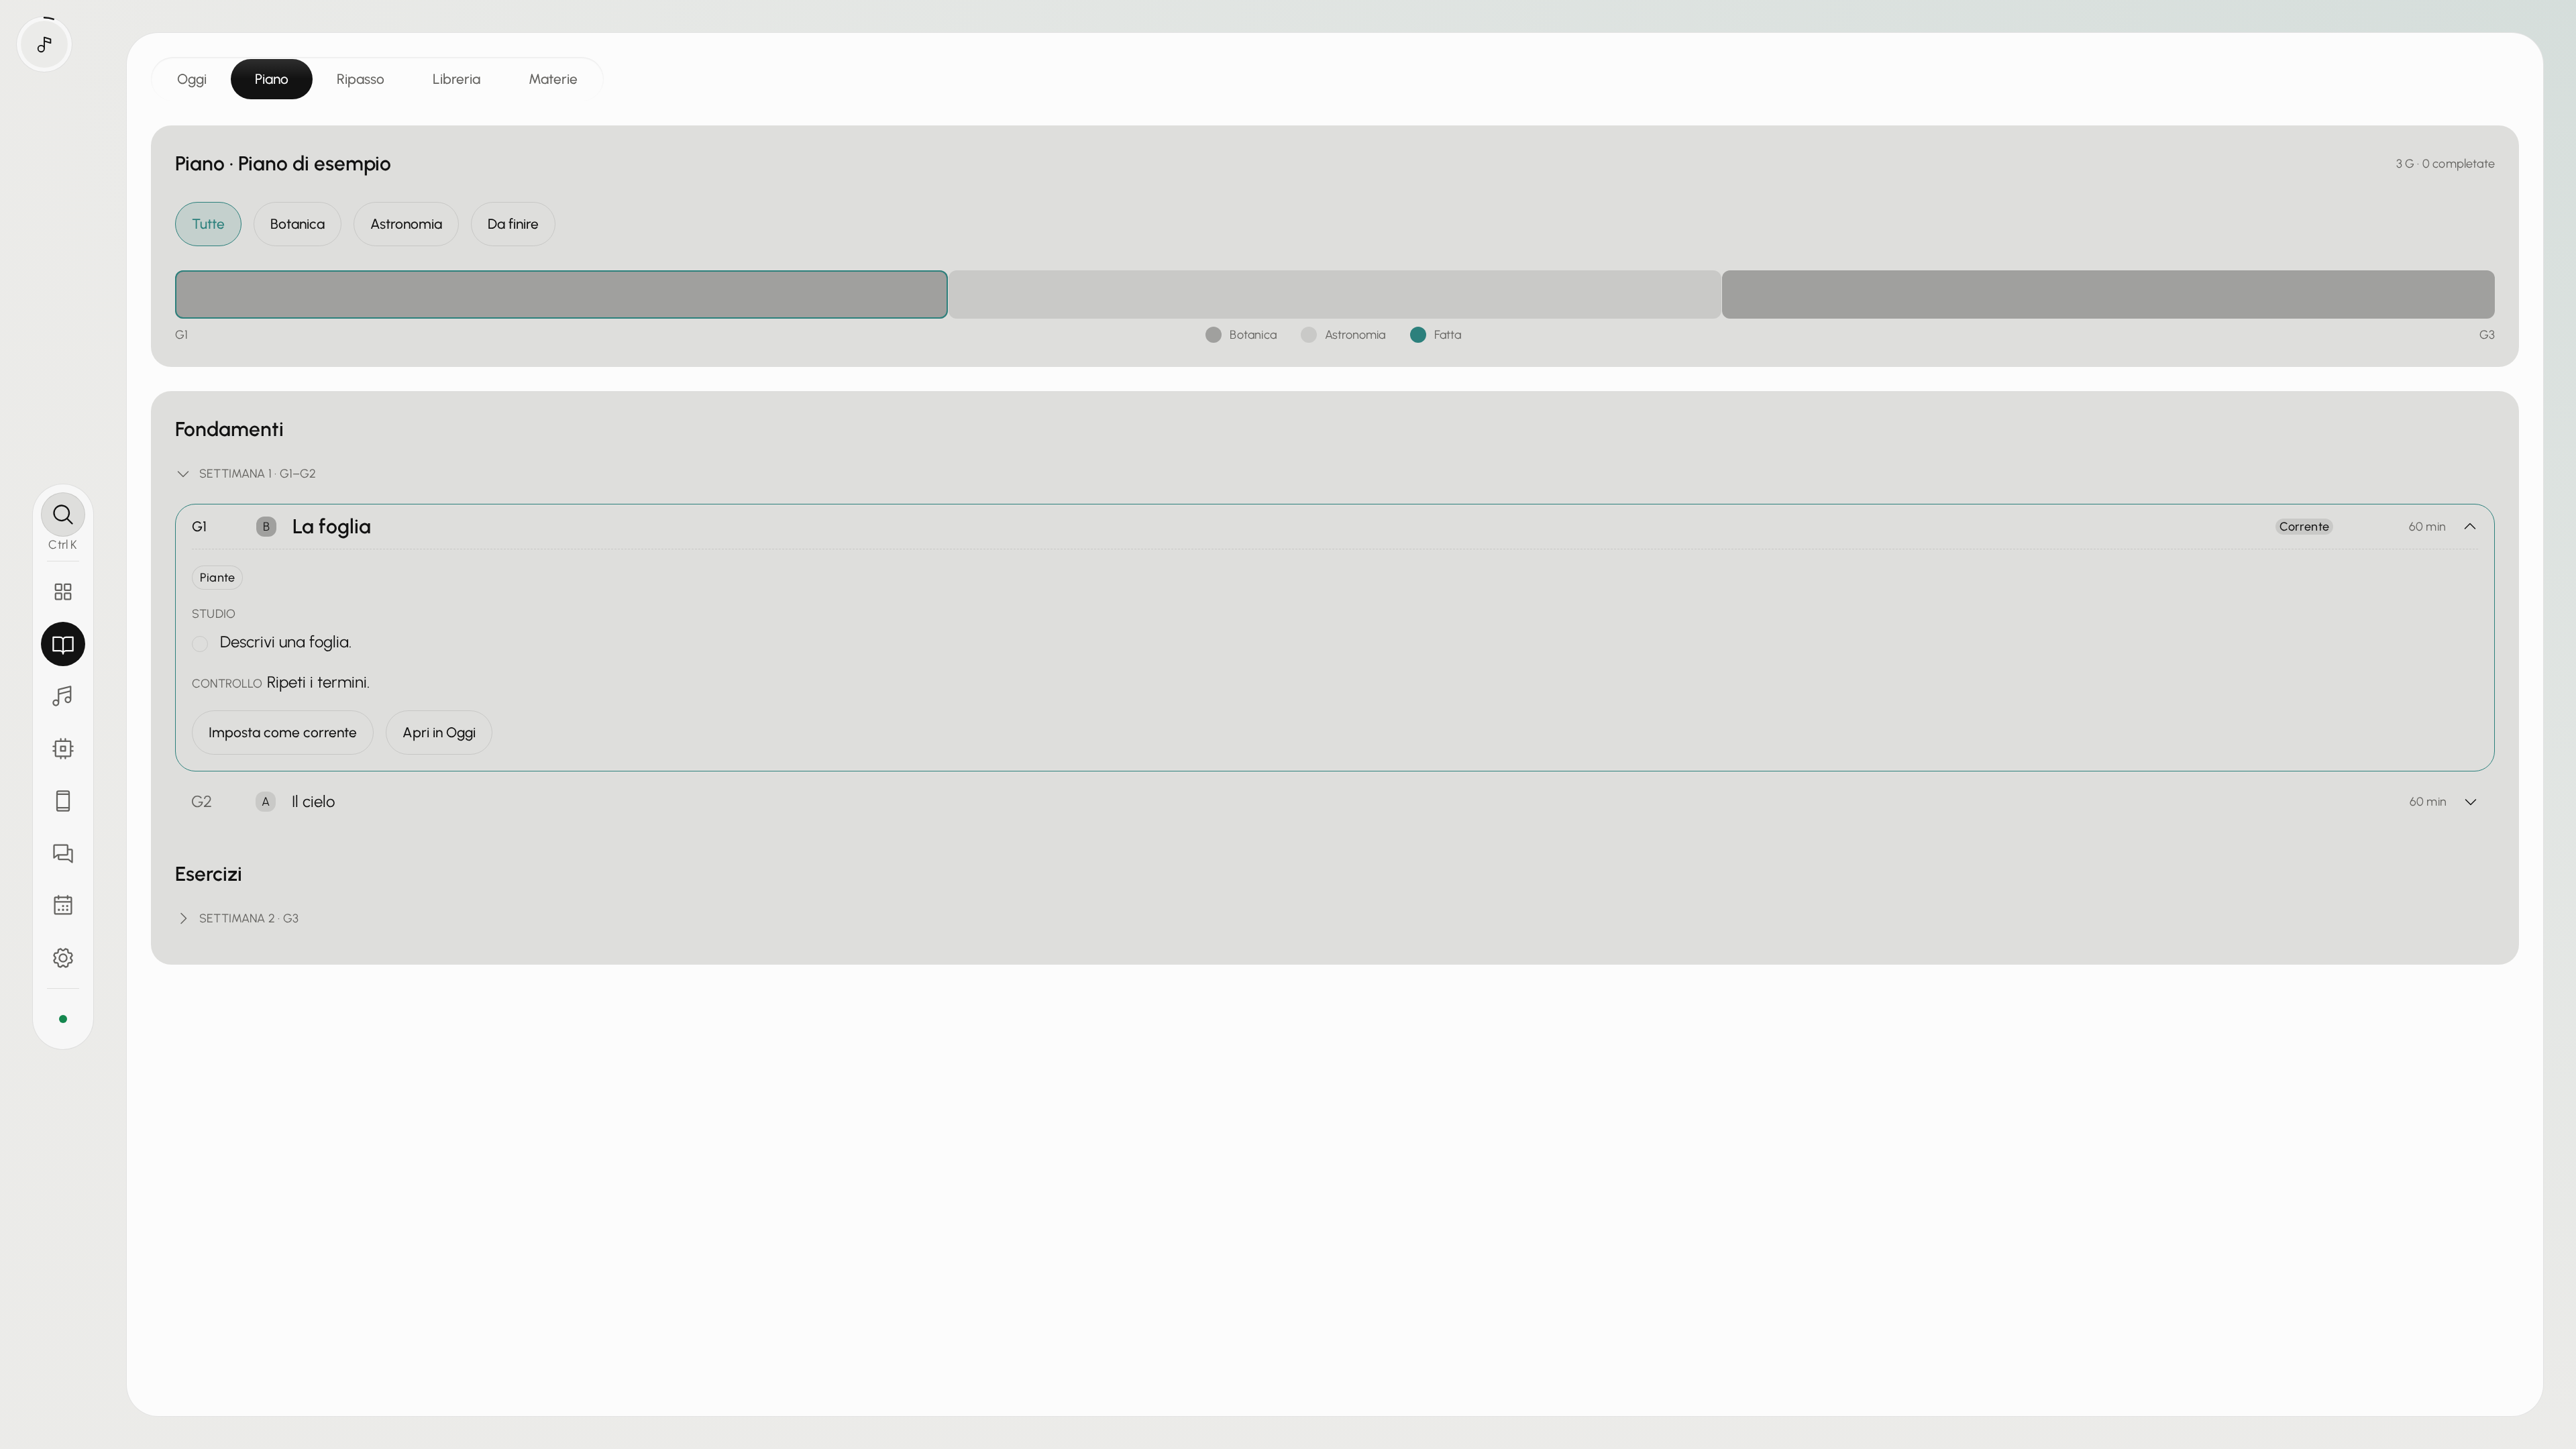 Oggi Piano Ripasso Libreria Materie
Piano · Piano di esempio 3 G · 0 completate
Tutte Botanica Astronomia Da finire
G1 Botanica Astronomia Fatta G3
Fondamenti
SETTIMANA 1 · G1–G2
Ctrl K
G1 B La foglia Corrente 60 min
Piante
STUDIO
Descrivi una foglia.
CONTROLLO Ripeti i termini.
Imposta come corrente Apri in Oggi
G2 A Il cielo 60 min
Esercizi
SETTIMANA 2 · G3